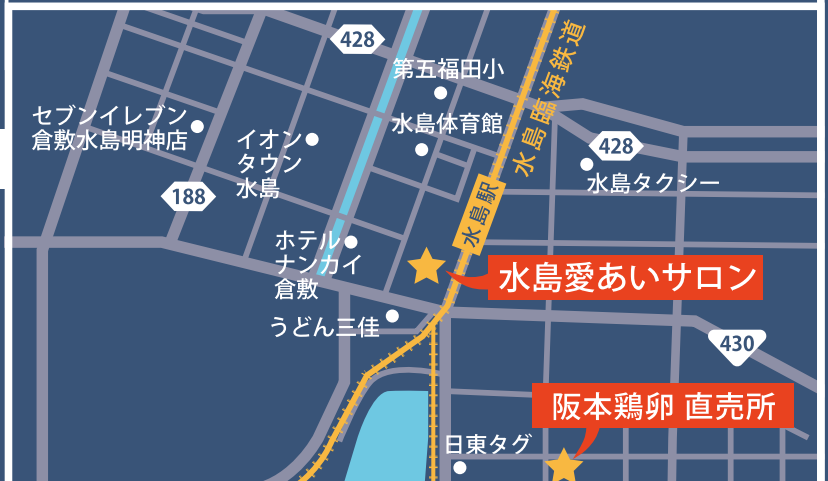 428
第五福田小
水島臨海鉄道
セブンイレブン
倉敷水島明神店
イオン
タウン
水島
水島体育館
428
水島タクシー
188
水島駅
ホテル
ナンカイ
倉敷
水島愛あいサロン
うどん三佳
430
阪本鶏卵 直売所
日東タグ